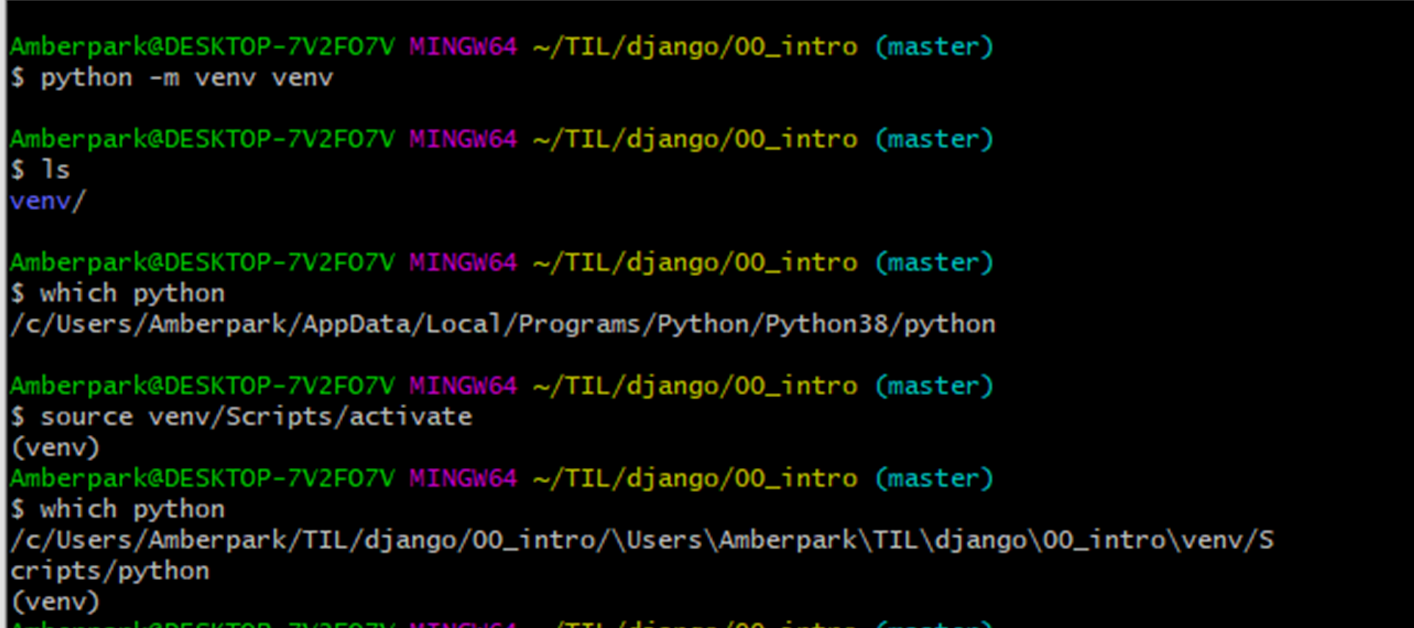 Amberpark@DESKTOP-7V2FO7V MINGW64 ~/TIL/django/00_intro (master)
$ python -m venv venv
Amberpark@DESKTOP-7V2FO7V MINGW64 ~/TIL/django/00_intro (master)
$ ls
venv/
Amberpark@DESKTOP-7V2FO7V MINGW64 ~/TIL/django/00_intro (master)
$ which python
/c/Users/Amberpark/AppData/Local/Programs/Python/Python38/python
Amberpark@DESKTOP-7V2FO7V MINGW64 ~/TIL/django/00_intro (master)
$ source venv/Scripts/activate
(venv)
Amberpark@DESKTOP-7V2FO7V MINGW64 ~/TIL/django/00_intro (master)
$ which python
/c/Users/Amberpark/TIL/django/00_intro/\Users\Amberpark\TIL\django\00_intro\venv/S
cripts/python
(venv)